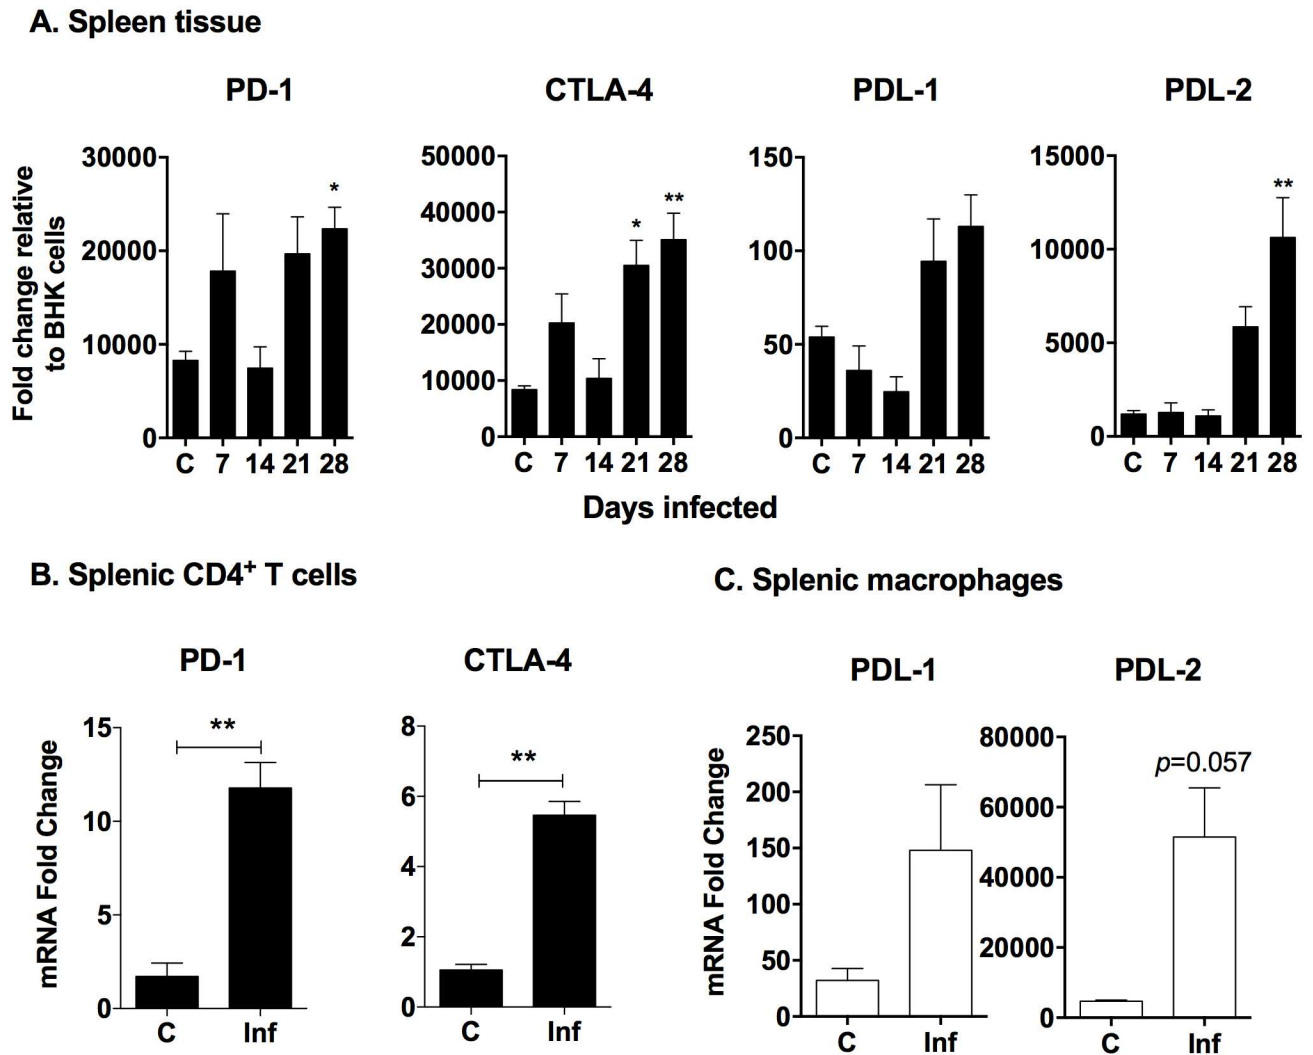 A. Spleen tissue
PD-1
CTLA-4
PDL-1
PDL-2
Fold change relative
to BHK cells
30000
20000
10000
0
*
C 7 14 21 28
50000
40000
30000
20000
10000
0
*
**
C 7 14 21 28
150
100
50
0
C 7 14 21 28
15000
10000
5000
0
**
C 7 14 21 28
Days infected
B. Splenic CD4+ T cells
PD-1
CTLA-4
mRNA Fold Change
15
10
5
0
**
C Inf
8
6
4
2
0
**
C Inf
C. Splenic macrophages
PDL-1
PDL-2
mRNA Fold Change
250
200
150
100
50
0
C Inf
80000
60000
40000
20000
0
p=0.057
C Inf